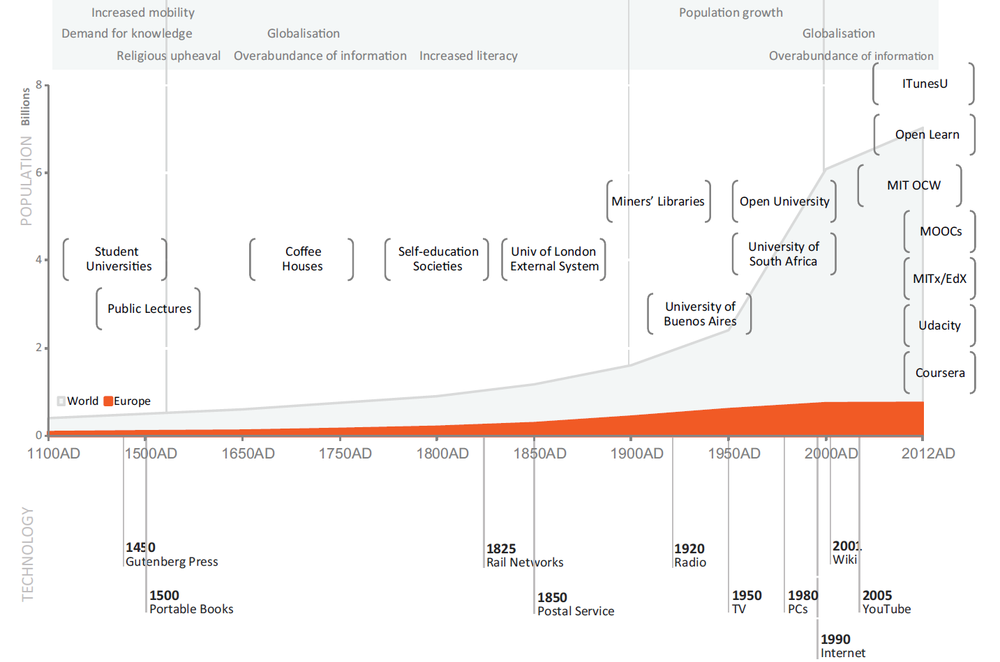 Increased mobility
Population growth
Demand for knowledge
Globalisation
Globalisation
Religious upheaval
Overabundance of information
Increased literacy
Overabundance of information
POPULATION Billions
8
6
4
2
0
ITunesU
Open Learn
MIT OCW
Miners' Libraries
Open University
MOOCs
Student
Universities
Coffee
Houses
Self-education
Societies
Univ of London
External System
University of
South Africa
MITx/EdX
Public Lectures
University of
Buenos Aires
Udacity
Coursera
World
Europe
1100AD
1500AD
1650AD
1750AD
1800AD
1850AD
1900AD
1950AD
2000AD
2012AD
TECHNOLOGY
1450
Gutenberg Press
1825
Rail Networks
1920
Radio
2001
Wiki
1500
Portable Books
1850
Postal Service
1950
TV
1980
PCs
2005
YouTube
1990
Internet